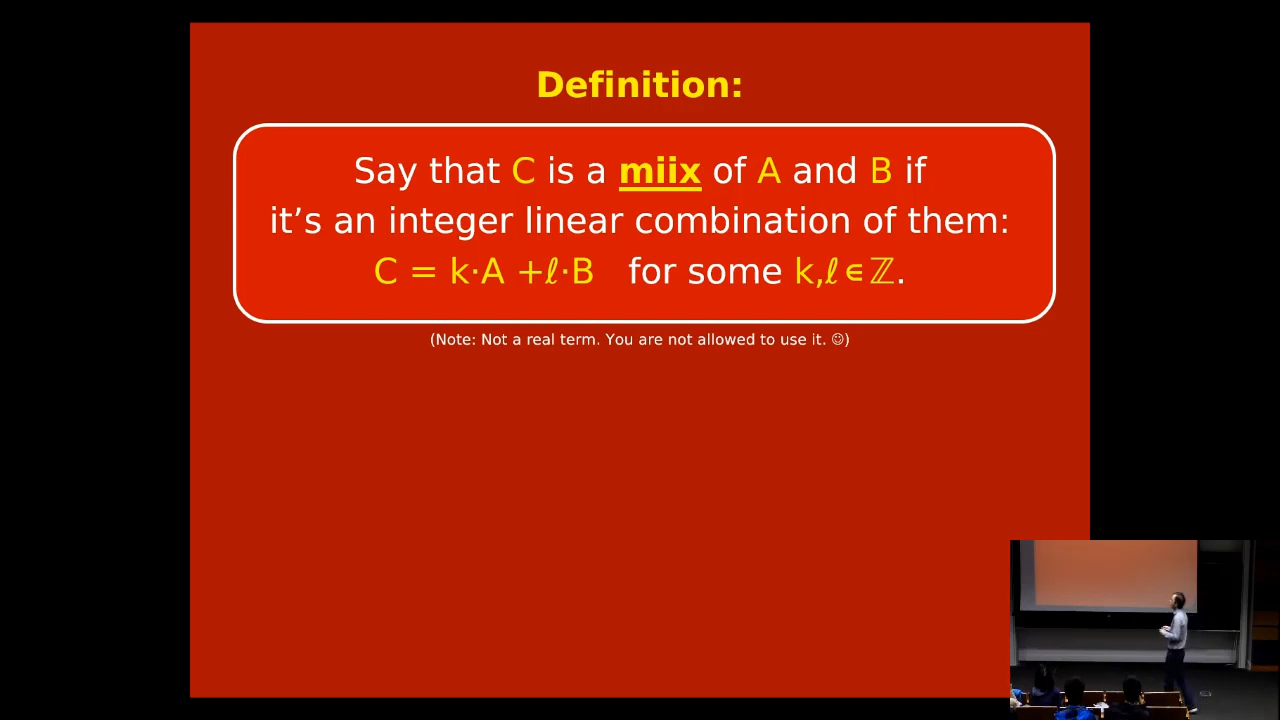 Definition:
Say that C is a miix of A and B if
it’s an integer linear combination of them:
C = k·A +ℓ·B for some k,ℓ∊ℤ.
(Note: Not a real term. You are not allowed to use it. ☺)